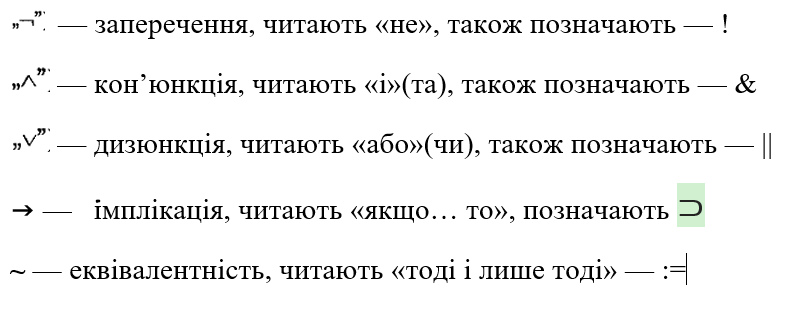 „¬” — заперечення, читають «не», також позначають — !
„^” — кон’юнкція, читають «і»(та), також позначають — &
„˅” — дизюнкція, читають «або»(чи), також позначають — ||
→ — імплікація, читають «якщо… то», позначають ⊃
~ — еквівалентність, читають «тоді і лише тоді» — :=